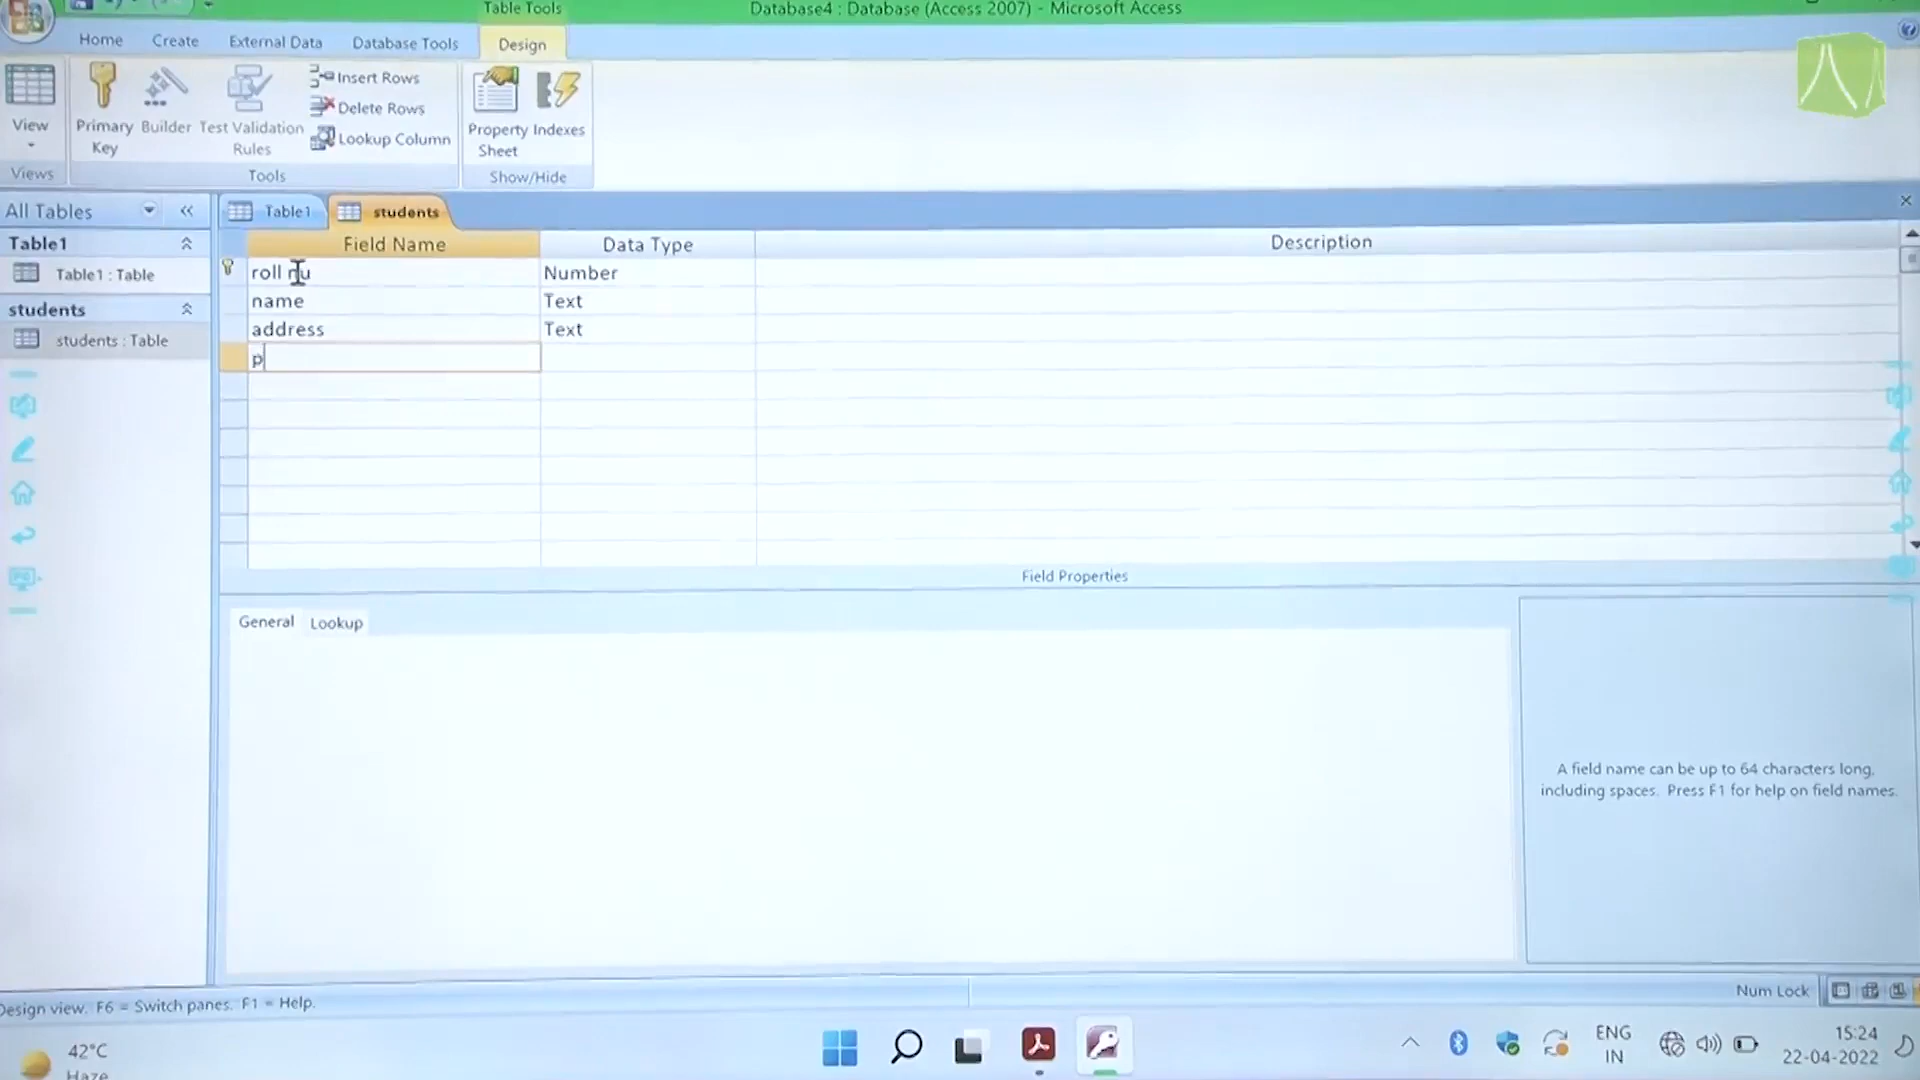 Table Tools
Database4 : Database (Access 2007) - Microsoft Access
Home
Create
External Data
Database Tools
Design
View
Primary Key
Builder
Test Validation Rules
Insert Rows
Delete Rows
Lookup Column
Property Sheet
Indexes
Views
Tools
Show/Hide
All Tables
Table1
students
Table1
Table1 : Table
students
students : Table
Field Name
Data Type
Description
roll nu
Number
name
Text
address
Text
p
Field Properties
General
Lookup
A field name can be up to 64 characters long,
including spaces. Press F1 for help on field names.
Design view. F6 = Switch panes. F1 = Help.
Num Lock
42°C
Haze
ENG
IN
15:24
22-04-2022